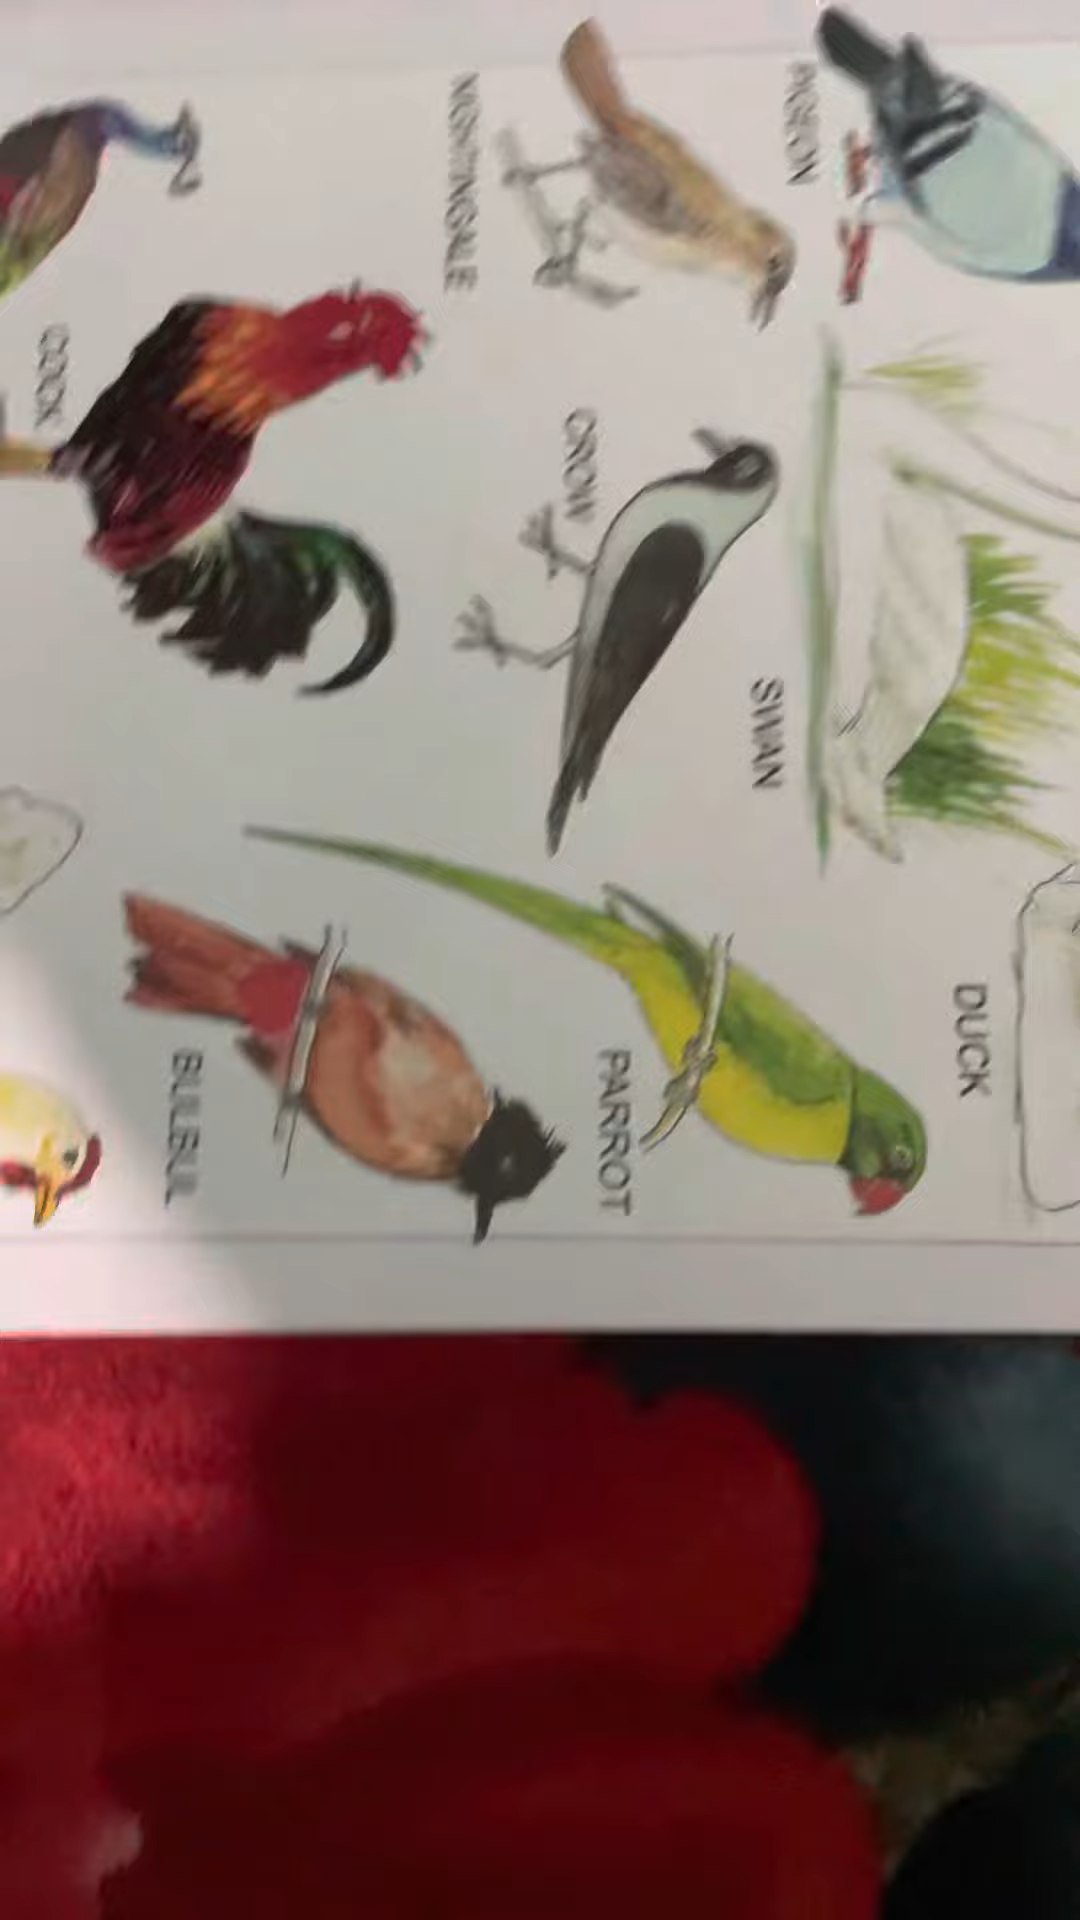 DUCK
SWAN
PIGEON
PARROT
CROW
NIGHTINGALE
BULBUL
COCK